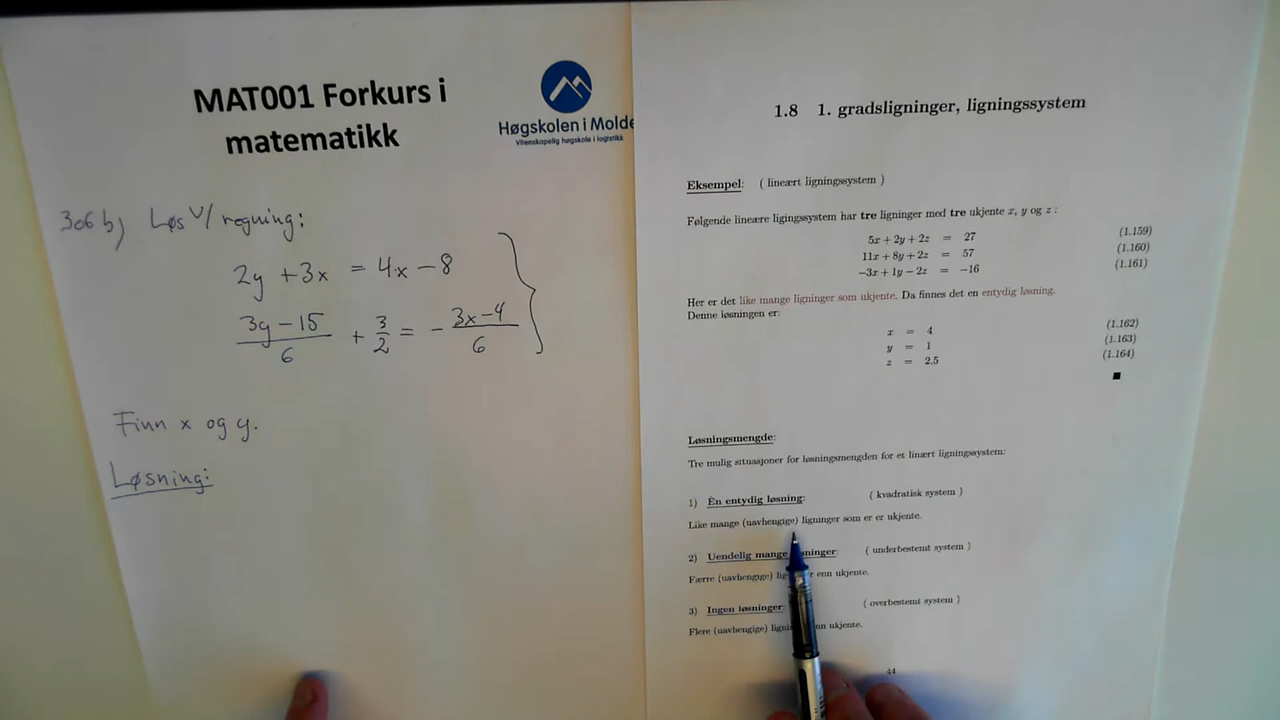 MAT001 Forkurs i
matematikk
Høgskolen i Molde
Vitenskapelig høgskole i logistikk
306 b) Løs v/ regning:
2y + 3x = 4·x − 8
3y − 15 / 6 + 3/2 = − 3x − 4 / 6
Finn x og y.
Løsning:
1.8 1. gradsligninger, ligningssystem
Eksempel: ( lineært ligningssystem )
Følgende lineære ligingssystem har tre ligninger med tre ukjente x, y og z :
5x + 2y + 2z = 27 (1.159)
11x + 8y + 2z = 57 (1.160)
−3x + 1y − 2z = −16 (1.161)
Her er det like mange ligninger som ukjente. Da finnes det en entydig løsning.
Denne løsningen er:
x = 4 (1.162)
y = 1 (1.163)
z = 2.5 (1.164)
■
Løsningsmengde:
Tre mulig situasjoner for løsningsmengden for et linært ligningssystem:
1) Èn entydig løsning: ( kvadratisk system )
Like mange (uavhengige) ligninger som er er ukjente.
2) Uendelig mange ( underbestemt system )
Færre (uavhengige) enn ukjente.
3) Ingen løsninger: ( overbestemt system )
Flere (uavhengige) enn ukjente.
44